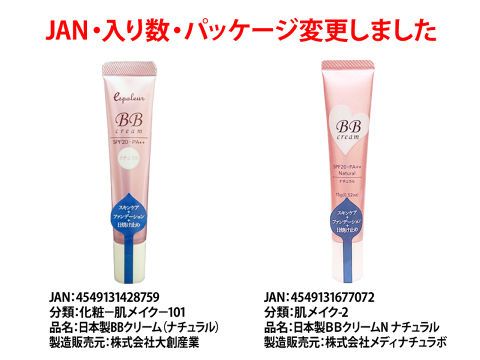 JAN・入り数・パッケージ変更しました
Espoleur
BB
cream
SPF20・PA++
ナチュラル
スキンケア
+
ファンデーション
+
日焼け止め
BB
cream
SPF20・PA++
Natural
ナチュラル
15g(0.52oz)
スキンケア
+
ファンデーション
+
日焼け止め
JAN:4549131428759
分類:化粧ー肌メイクー101
品名:日本製BBクリーム(ナチュラル)
製造販売元:株式会社大創産業
JAN:4549131677072
分類:肌メイク-2
品名:日本製BBクリームN ナチュラル
製造販売元:株式会社メディナチュラボ